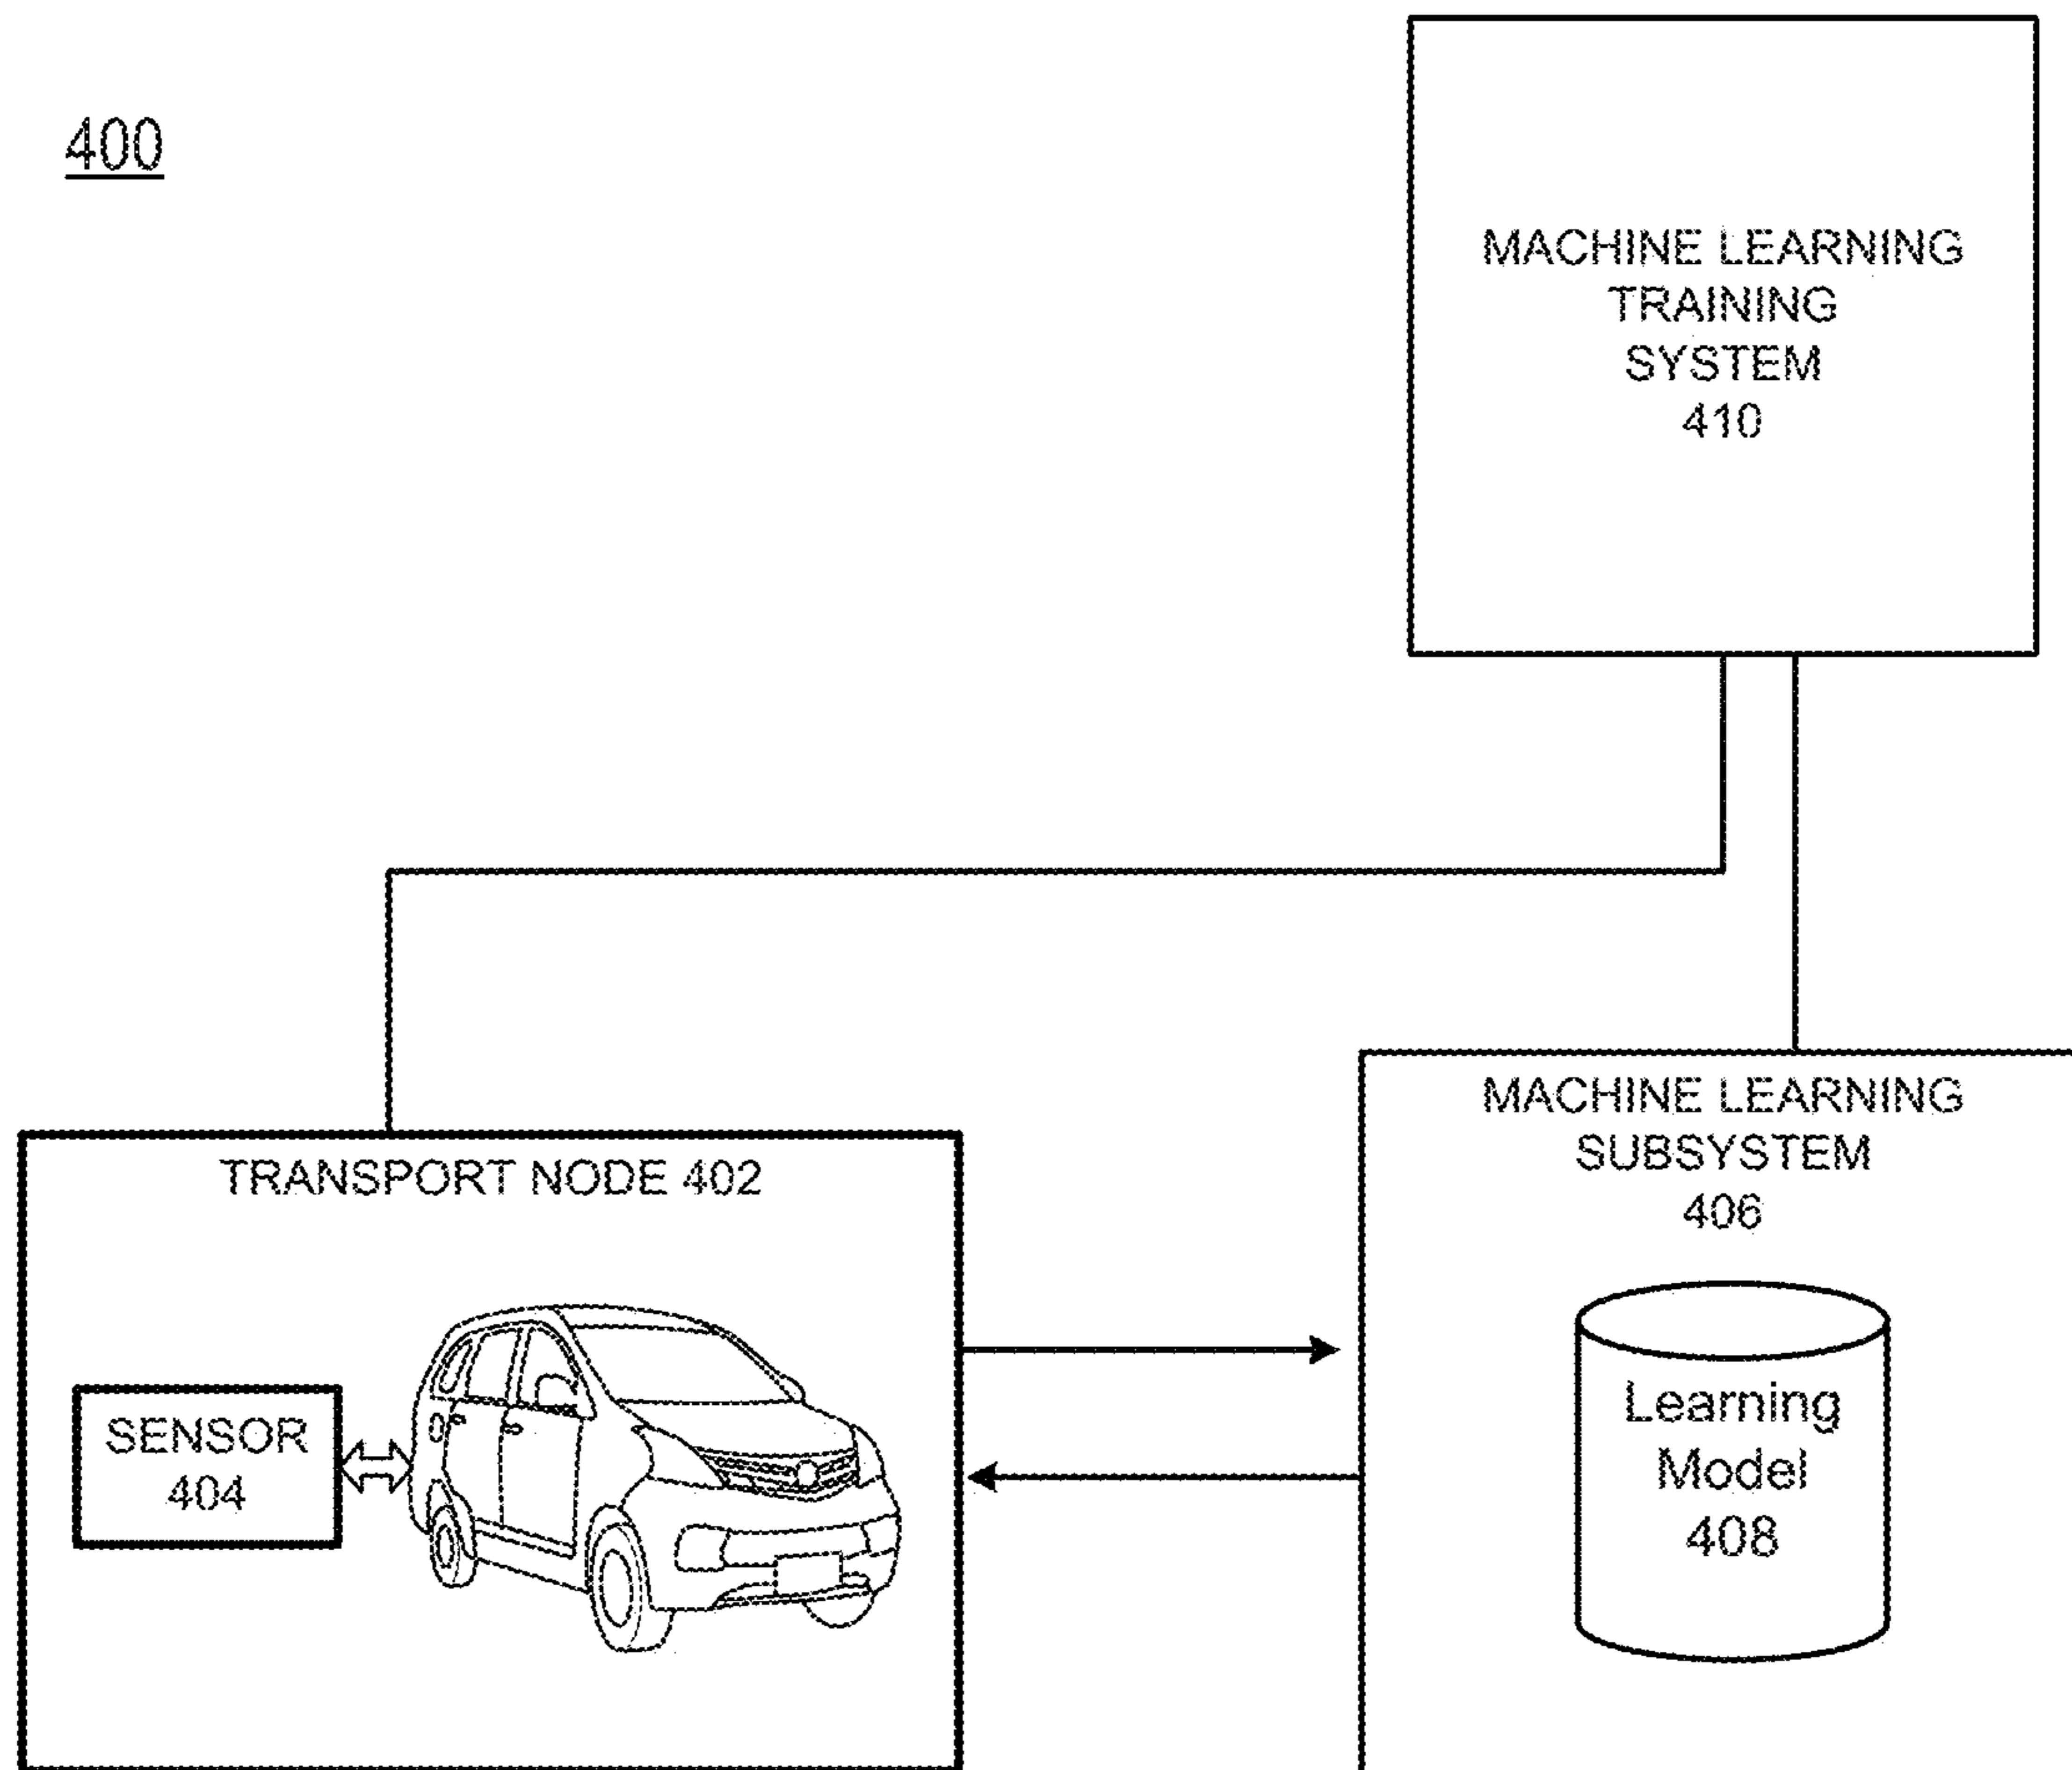 400
MACHINE LEARNING
TRAINING
SYSTEM
410
TRANSPORT NODE 402
SENSOR
404
MACHINE LEARNING
SUBSYSTEM
406
Learning
Model
408